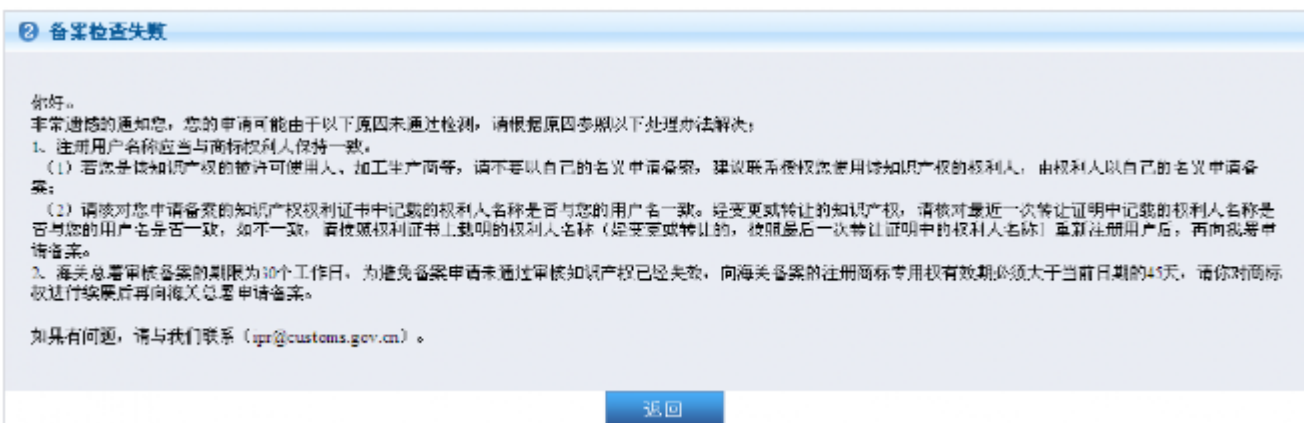 备案检查失败
你好。
非常遗憾的通知您，您的申请可能由于以下原因未通过检测，请根据原因参照以下处理办法解决：
1、注册用户名称应当与商标权利人保持一致。
（1）若您是该知识产权的被许可使用人、加工生产商等，请不要以自己的名义申请备案，建议联系授权您使用该知识产权的权利人，由权利人以自己的名义申请备
案；
（2）请核对您申请备案的知识产权权利证书中记载的权利人名称是否与您的用户名一致。经变更或转让的知识产权，请核对最近一次转让证明中记载的权利人名称是
否与您的用户名是否一致，如不一致，请按照权利证书上载明的权利人名称（经变更或转让的，按照最后一次转让证明中的权利人名称）重新注册用户后，再向我署申
请备案。
2、海关总署审核备案的期限为30个工作日，为避免备案申请未通过审核知识产权已经失效，向海关备案的注册商标专用权有效期必须大于当前日期的45天，请你对商标
权进行续展后再向海关总署申请备案。
如果有问题，请与我们联系（ipr@customs.gov.cn）。
返回